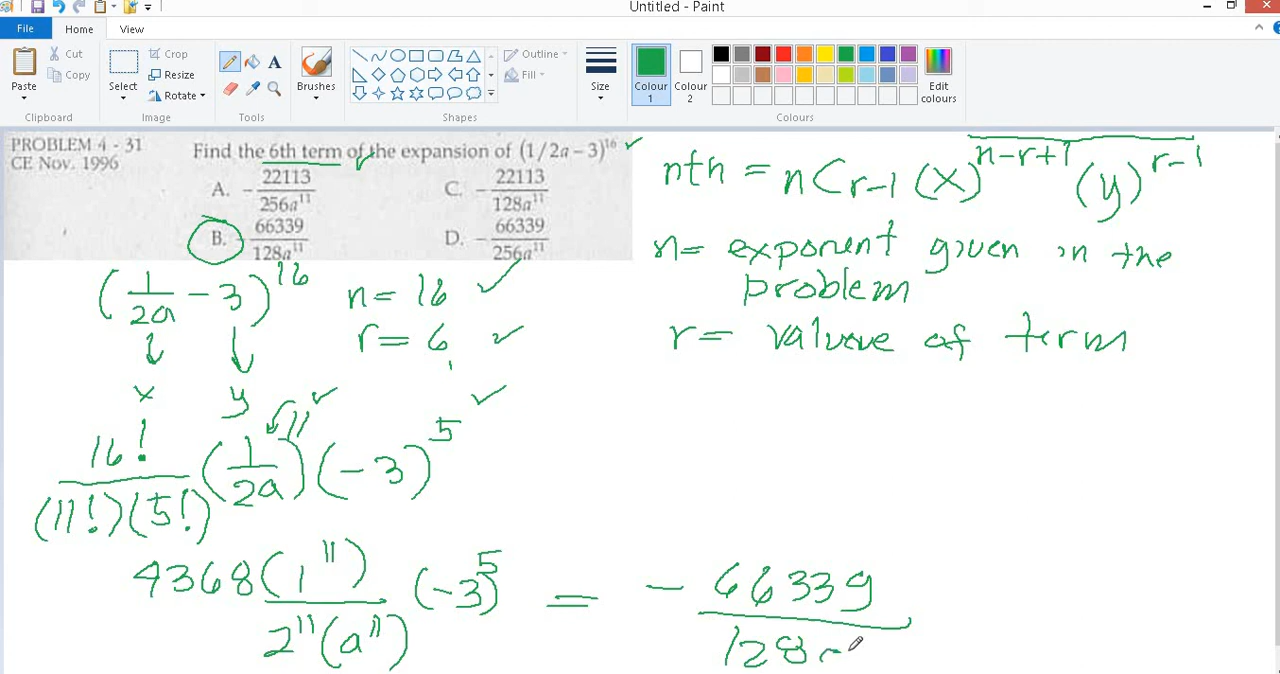 Untitled - Paint
File Home View
Paste
Cut
Copy
Select
Crop
Resize
Rotate
Brushes
Outline
Fill
Size
Colour 1
Colour 2
Edit colours
Clipboard Image Tools Shapes Colours
PROBLEM 4 - 31
CE Nov. 1996
Find the 6th term of the expansion of (1/2a – 3)^16
A. - 22113 / 256a^11
C. - 22113 / 128a^11
B. - 66339 / 128a^11
D. - 66339 / 256a^11
nth = nCr-1 (x)^n-r+1 (y)^r-1
n= exponent given in the
problem
r= valuve of term
(1/2a - 3)^16 n= 16
r= 6
x y
16! / (11!)(5!) (1/2a)^11 (-3)^5
4368 (1^11) / 2^11 (a^11) (-3)^5 = - 66339 / 128